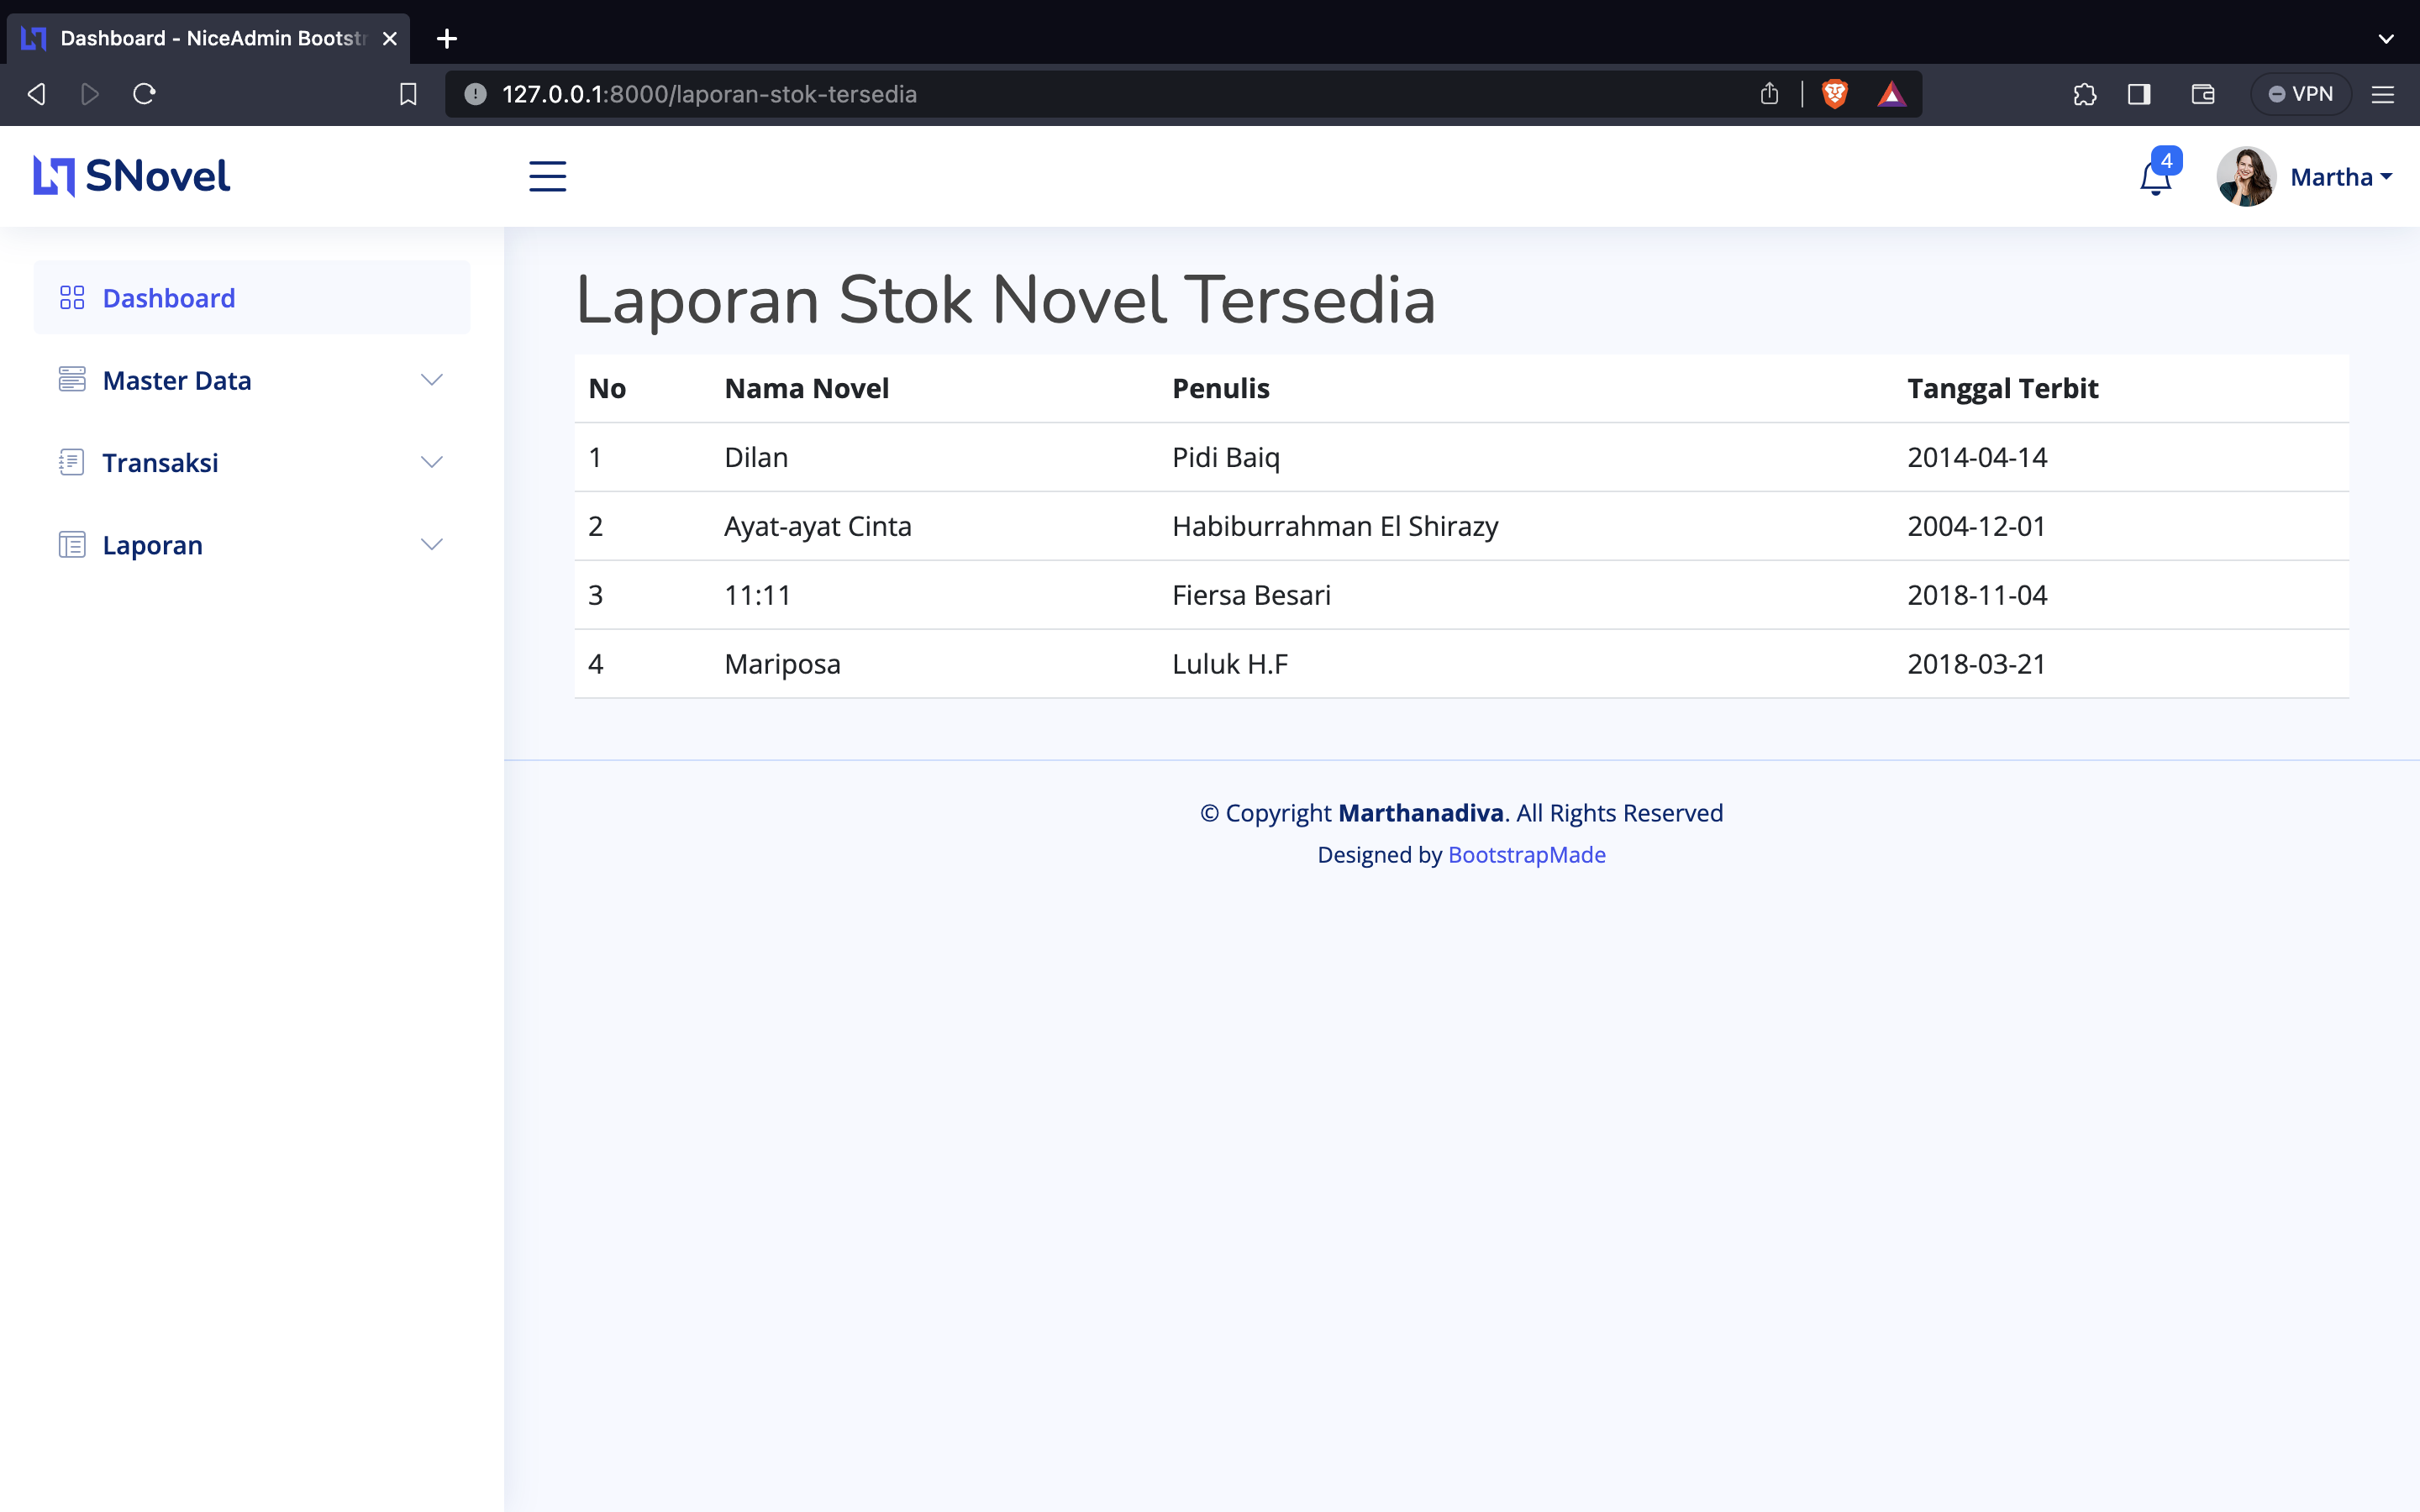 Dashboard - NiceAdmin Bootst
127.0.0.1:8000/laporan-stok-tersedia
VPN
SNovel
4
Martha
Dashboard
Master Data
Transaksi
Laporan
Laporan Stok Novel Tersedia
No Nama Novel Penulis Tanggal Terbit
1 Dilan Pidi Baiq 2014-04-14
2 Ayat-ayat Cinta Habiburrahman El Shirazy 2004-12-01
3 11:11 Fiersa Besari 2018-11-04
4 Mariposa Luluk H.F 2018-03-21
© Copyright Marthanadiva. All Rights Reserved
Designed by BootstrapMade